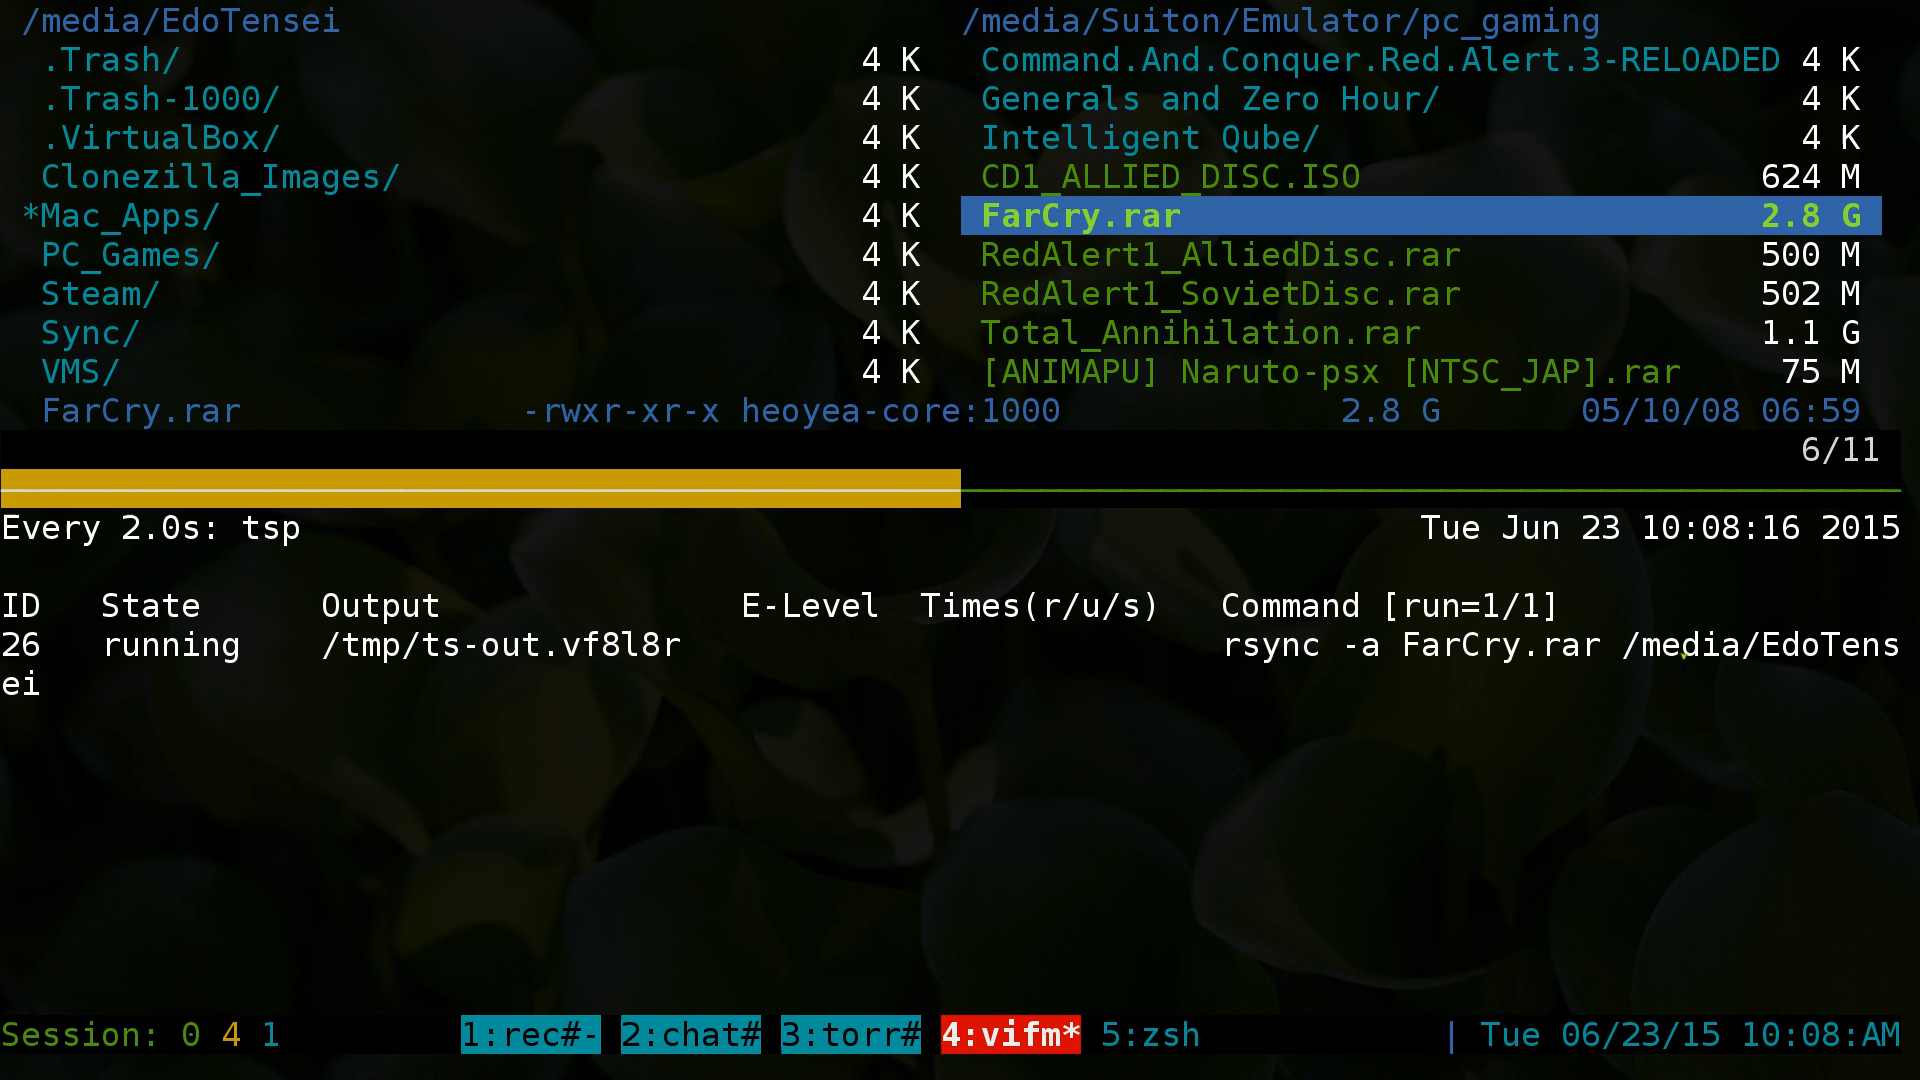 /media/EdoTensei /media/Suiton/Emulator/pc_gaming
.Trash/ 4 K Command.And.Conquer.Red.Alert.3-RELOADED 4 K
.Trash-1000/ 4 K Generals and Zero Hour/ 4 K
.VirtualBox/ 4 K Intelligent Qube/ 4 K
Clonezilla_Images/ 4 K CD1_ALLIED_DISC.ISO 624 M
*Mac_Apps/ 4 K FarCry.rar 2.8 G
PC_Games/ 4 K RedAlert1_AlliedDisc.rar 500 M
Steam/ 4 K RedAlert1_SovietDisc.rar 502 M
Sync/ 4 K Total_Annihilation.rar 1.1 G
VMS/ 4 K [ANIMAPU] Naruto-psx [NTSC_JAP].rar 75 M
FarCry.rar -rwxr-xr-x heoyea-core:1000 2.8 G 05/10/08 06:59
6/11
Every 2.0s: tsp Tue Jun 23 10:08:16 2015
ID State Output E-Level Times(r/u/s) Command [run=1/1]
26 running /tmp/ts-out.vf8l8r rsync -a FarCry.rar /media/EdoTens
ei
Session: 0 4 1 1:rec#- 2:chat# 3:torr# 4:vifm* 5:zsh | Tue 06/23/15 10:08:AM